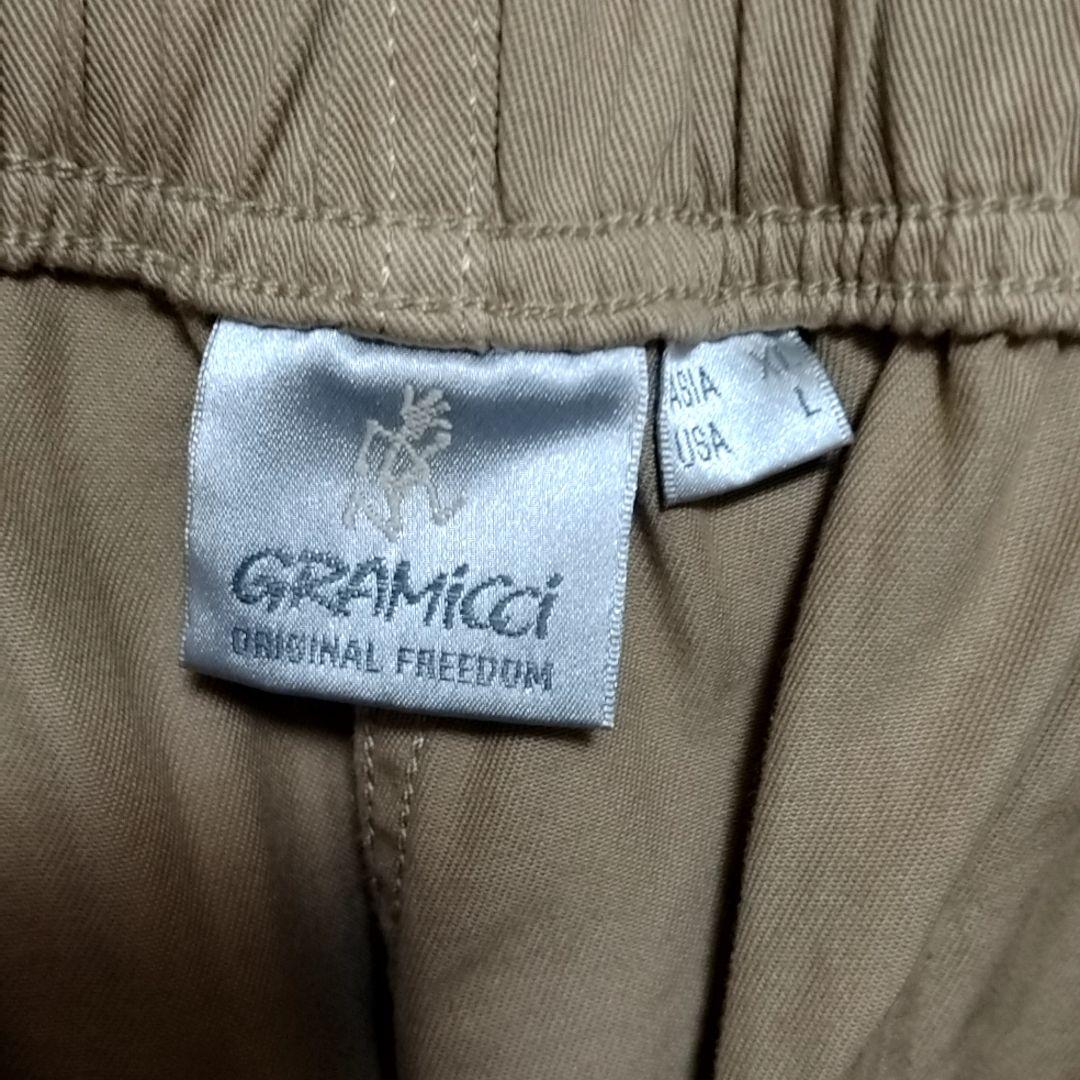 GRAMiCCi
ORIGINAL FREEDOM
ASIA XL
USA L